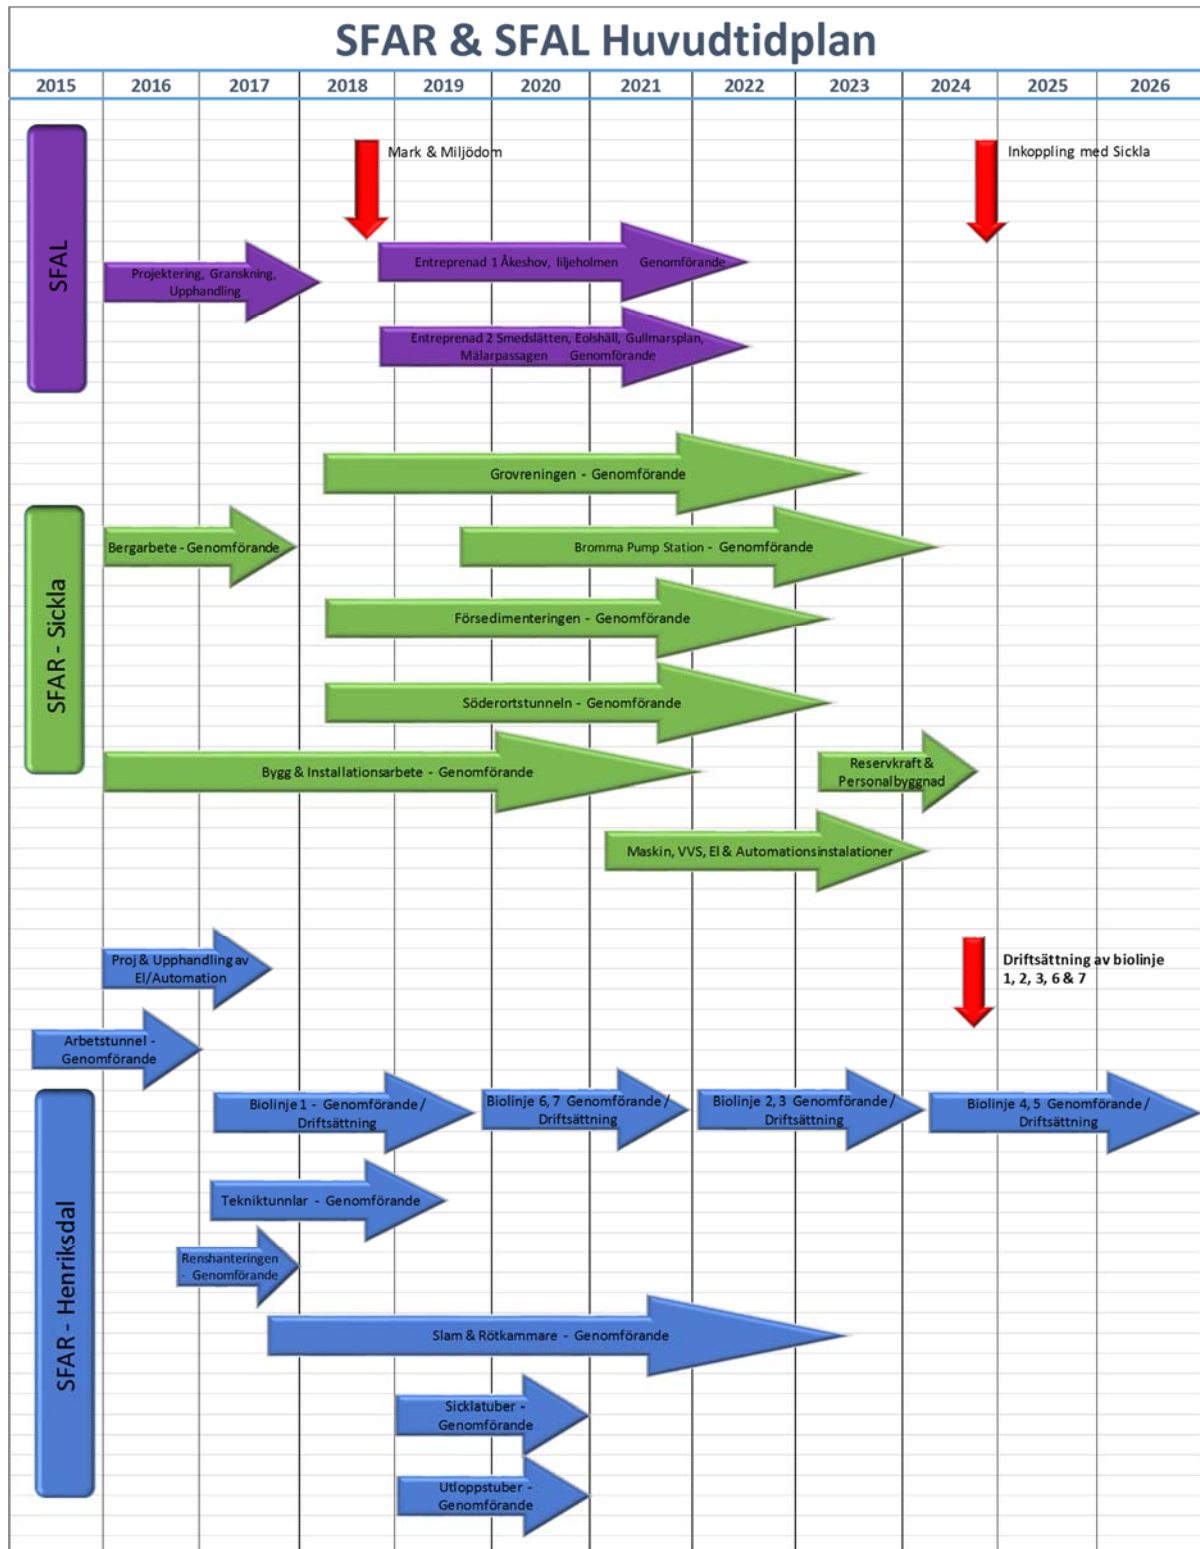 SFAR & SFAL Huvudtidplan
2015 2016 2017 2018 2019 2020 2021 2022 2023 2024 2025 2026
SFAL
Mark & Miljödom
Inkoppling med Sickla
Projektering, Granskning,
Upphandling
Entreprenad 1 Åkeshov, liljeholmen Genomförande
Entreprenad 2 Smedslätten, Eolshäll, Gullmarsplan,
Mälarpassagen Genomförande
SFAR - Sickla
Grovreningen - Genomförande
Bergarbete - Genomförande
Bromma Pump Station - Genomförande
Försedimenteringen - Genomförande
Söderortstunneln - Genomförande
Bygg & Installationsarbete - Genomförande
Reservkraft &
Personalbyggnad
Maskin, VVS, El & Automationsinstalationer
SFAR - Henriksdal
Proj & Upphandling av
El/Automation
Driftsättning av biolinje
1, 2, 3, 6 & 7
Arbetstunnel -
Genomförande
Biolinje 1 - Genomförande /
Driftsättning
Biolinje 6, 7 Genomförande /
Driftsättning
Biolinje 2, 3 Genomförande /
Driftsättning
Biolinje 4, 5 Genomförande /
Driftsättning
Tekniktunnlar - Genomförande
Renshanteringen
- Genomförande
Slam & Rötkammare - Genomförande
Sicklatuber -
Genomförande
Utloppstuber -
Genomförande